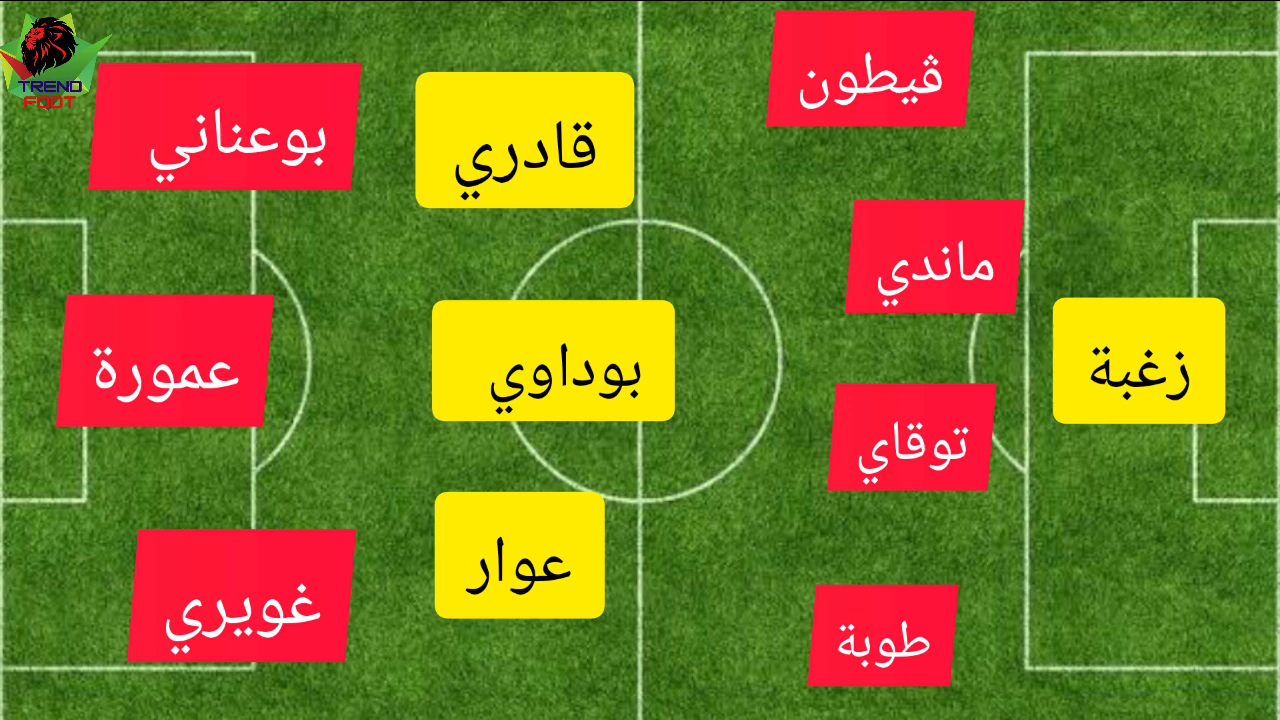 TREND
FOOT
ڤيطون
قادري
بوعناني
ماندي
زغبة
بوداوي
عمورة
توقاي
عوار
غويري
طوبة